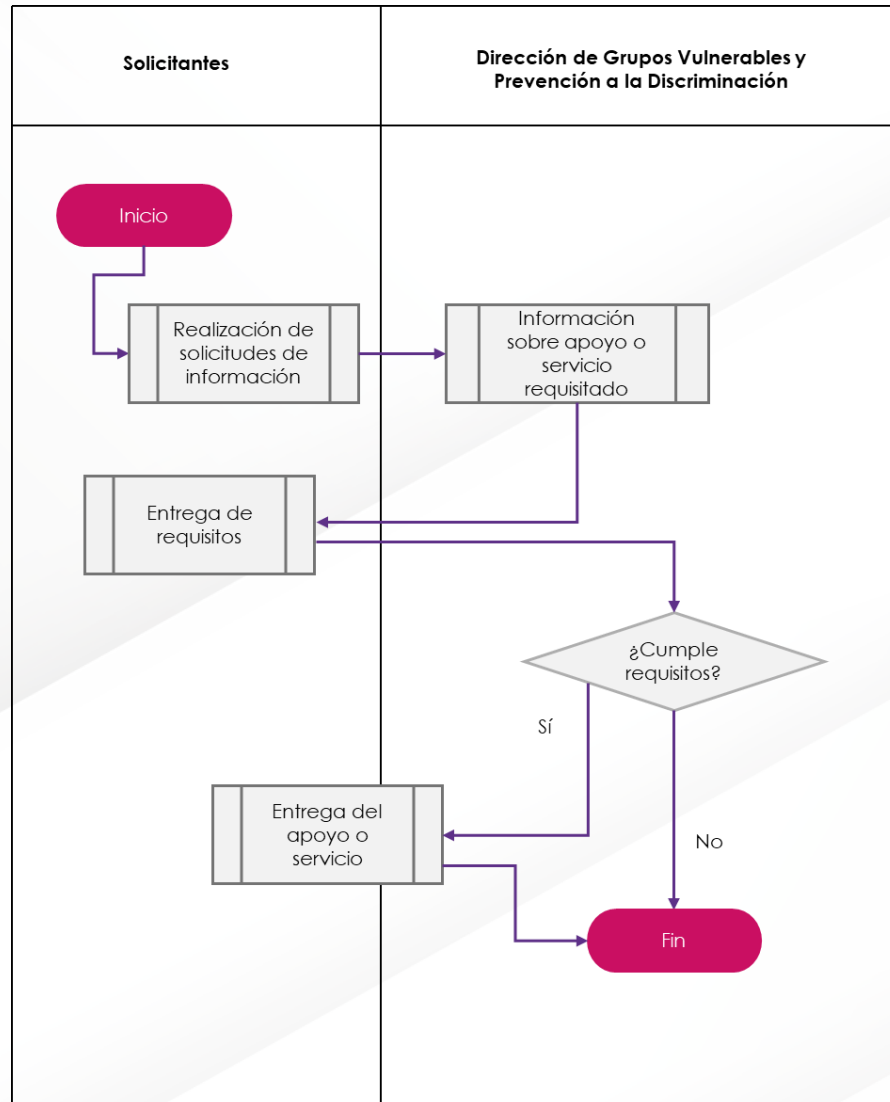 Solicitantes
Dirección de Grupos Vulnerables y
Prevención a la Discriminación
Inicio
Realización de
solicitudes de
información
Información
sobre apoyo o
servicio
requisitado
Entrega de
requisitos
¿Cumple
requisitos?
Sí
Entrega del
apoyo o
servicio
No
Fin